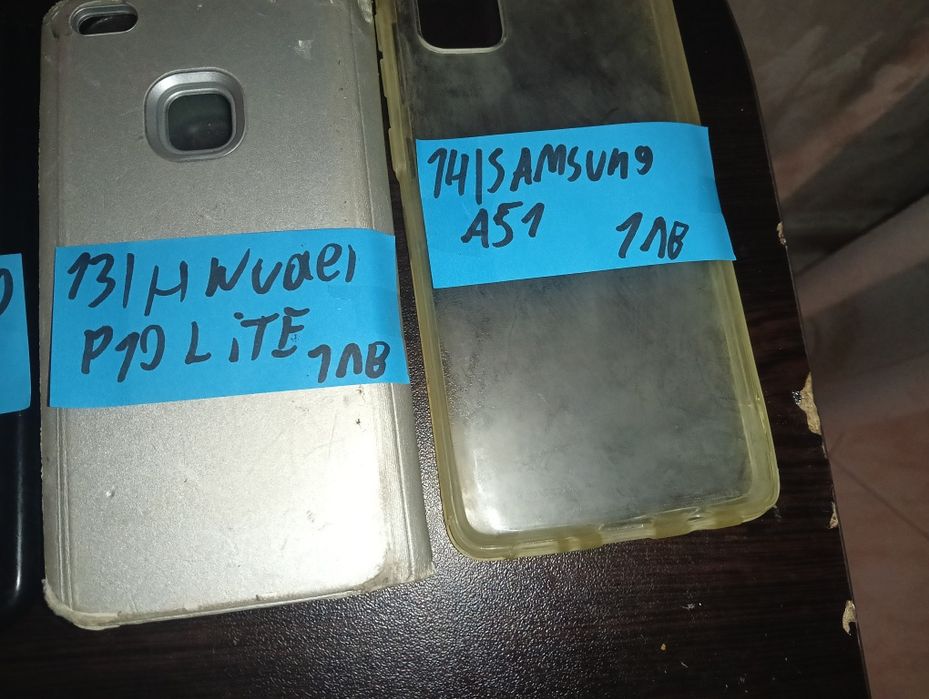 13/HWuaei
P10 LiTE
1лв
14/SAMSung
A51
1лв